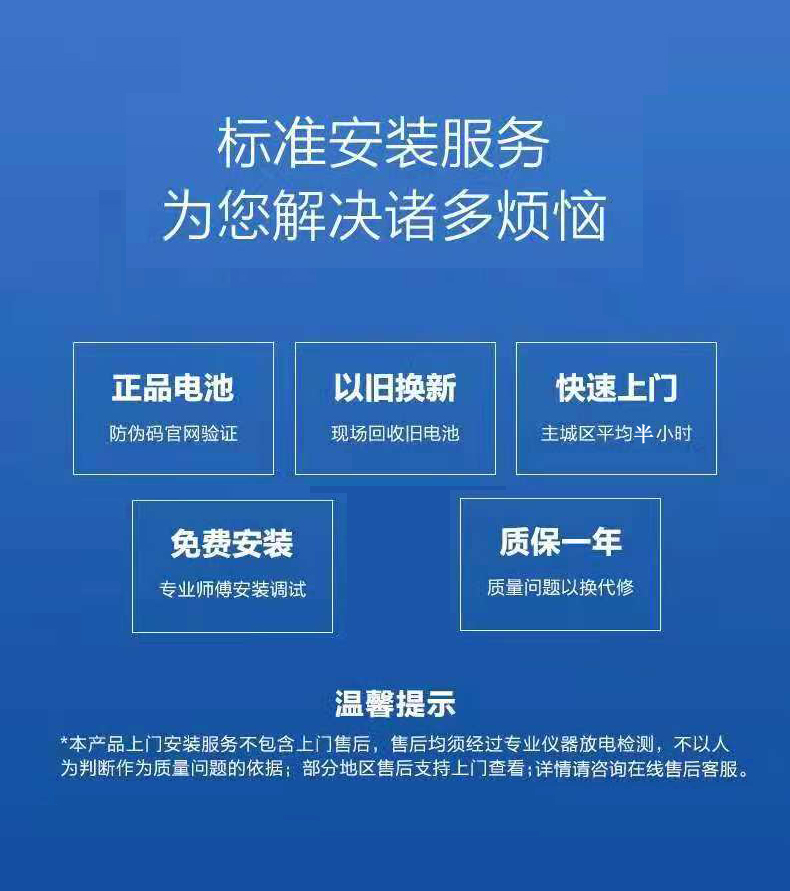 标准安装服务
为您解决诸多烦恼
正品电池
防伪码官网验证
以旧换新
现场回收旧电池
快速上门
主城区平均半小时
免费安装
专业师傅安装调试
质保一年
质量问题以换代修
温馨提示
*本产品上门安装服务不包含上门售后，售后均须经过专业仪器放电检测，不以人
为判断作为质量问题的依据；部分地区售后支持上门查看;详情请咨询在线售后客服。